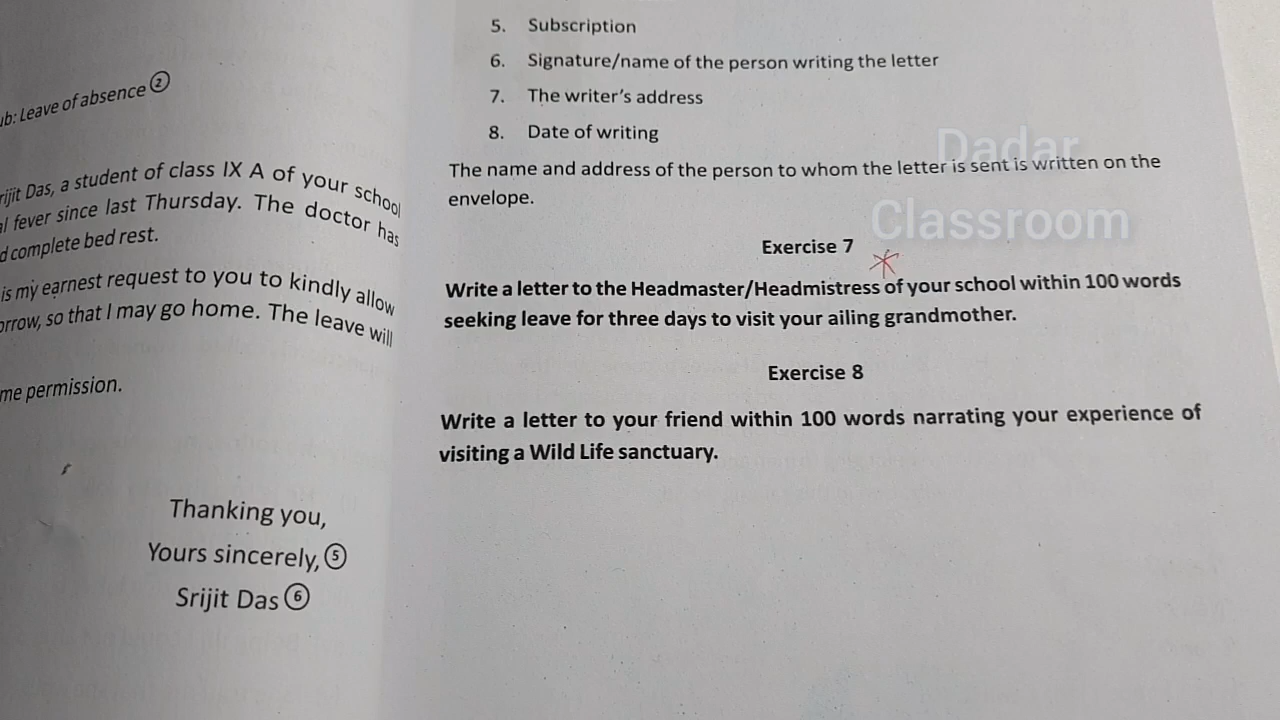 ub: Leave of absence ②
rijit Das, a student of class IX A of your school
al fever since last Thursday. The doctor has
d complete bed rest.
is my earnest request to you to kindly allow
orrow, so that I may go home. The leave will
me permission.
Thanking you,
Yours sincerely, ⑤
Srijit Das ⑥
5. Subscription
6. Signature/name of the person writing the letter
7. The writer's address
8. Date of writing
The name and address of the person to whom the letter is sent is written on the
envelope.
Dadar
Classroom
Exercise 7
Write a letter to the Headmaster/Headmistress of your school within 100 words
seeking leave for three days to visit your ailing grandmother.
Exercise 8
Write a letter to your friend within 100 words narrating your experience of
visiting a Wild Life sanctuary.